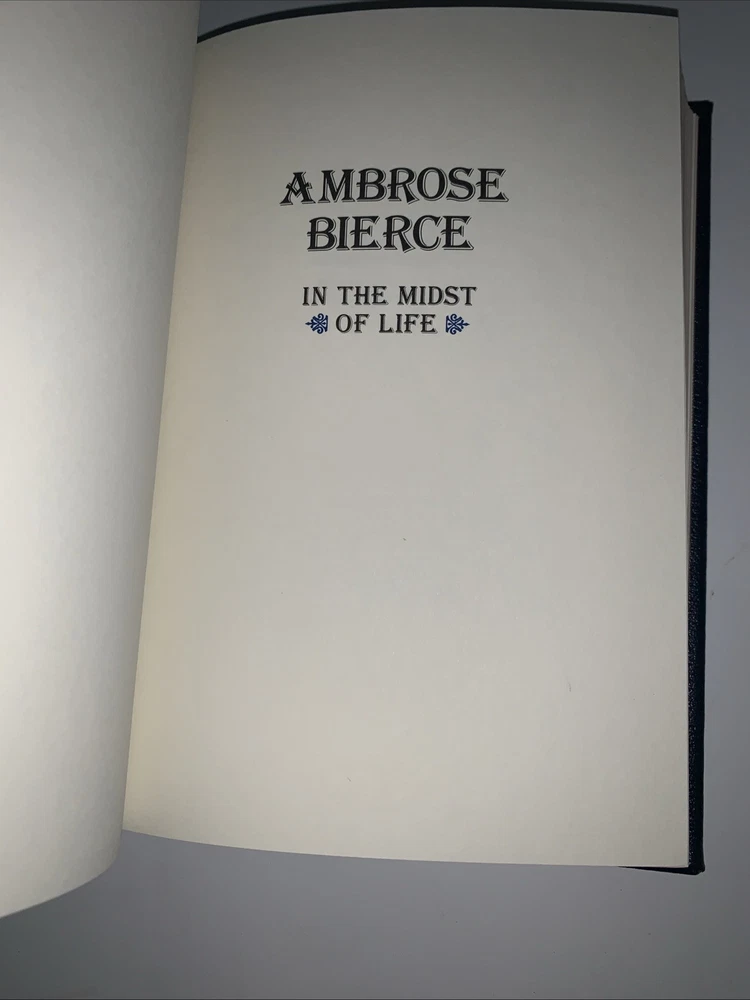 AMBROSE
BIERCE
IN THE MIDST
OF LIFE